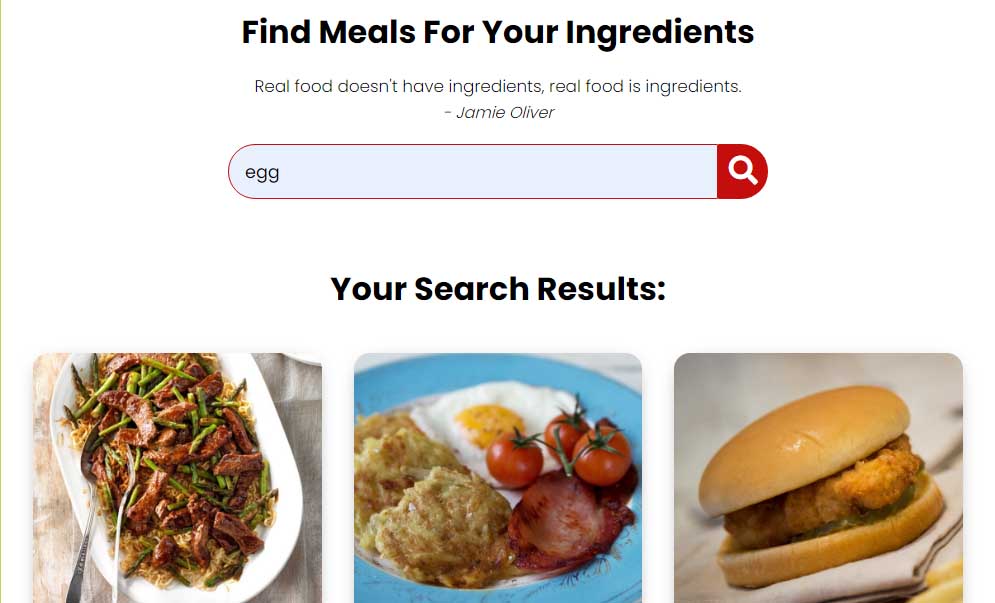 Find Meals For Your Ingredients
Real food doesn't have ingredients, real food is ingredients.
- Jamie Oliver
egg
Your Search Results: